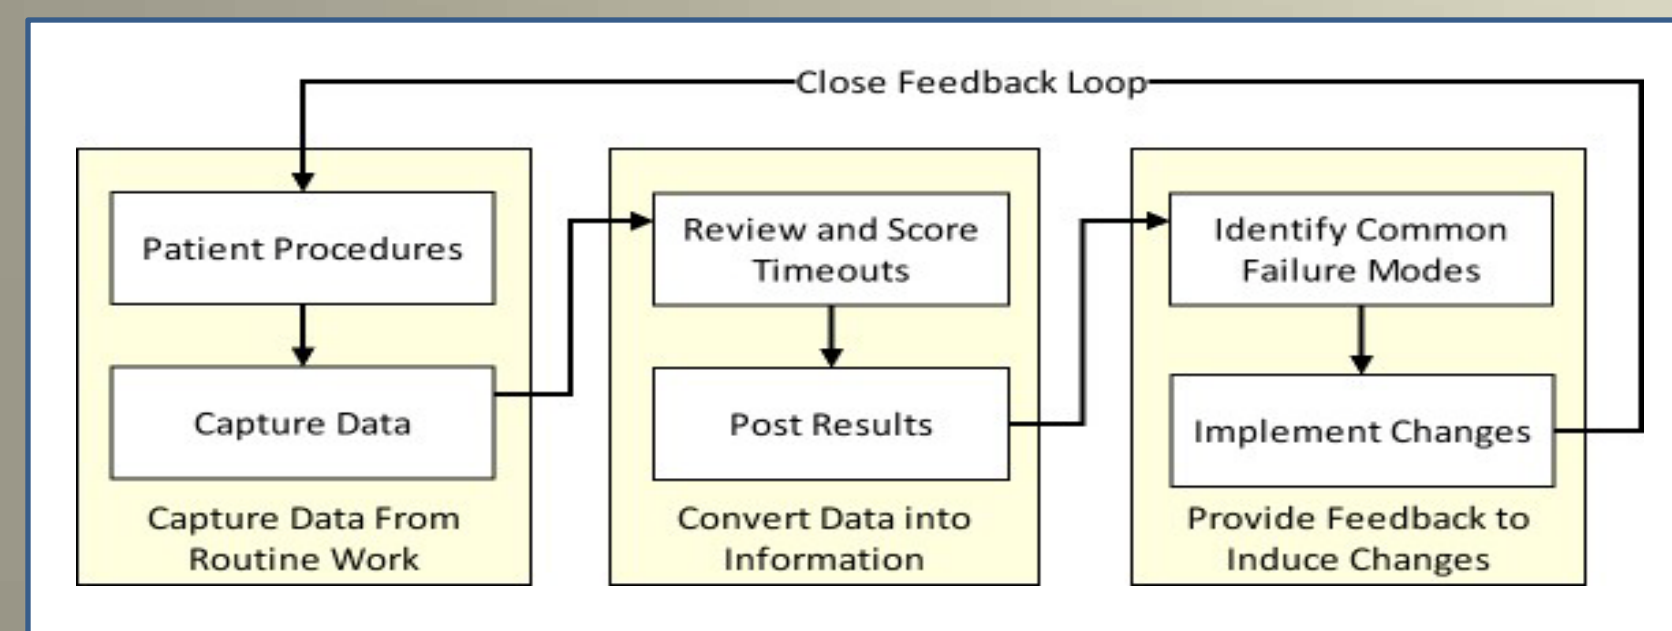 Close Feedback Loop
Patient Procedures
Capture Data
Capture Data From
Routine Work
Review and Score
Timeouts
Post Results
Convert Data into
Information
Identify Common
Failure Modes
Implement Changes
Provide Feedback to
Induce Changes